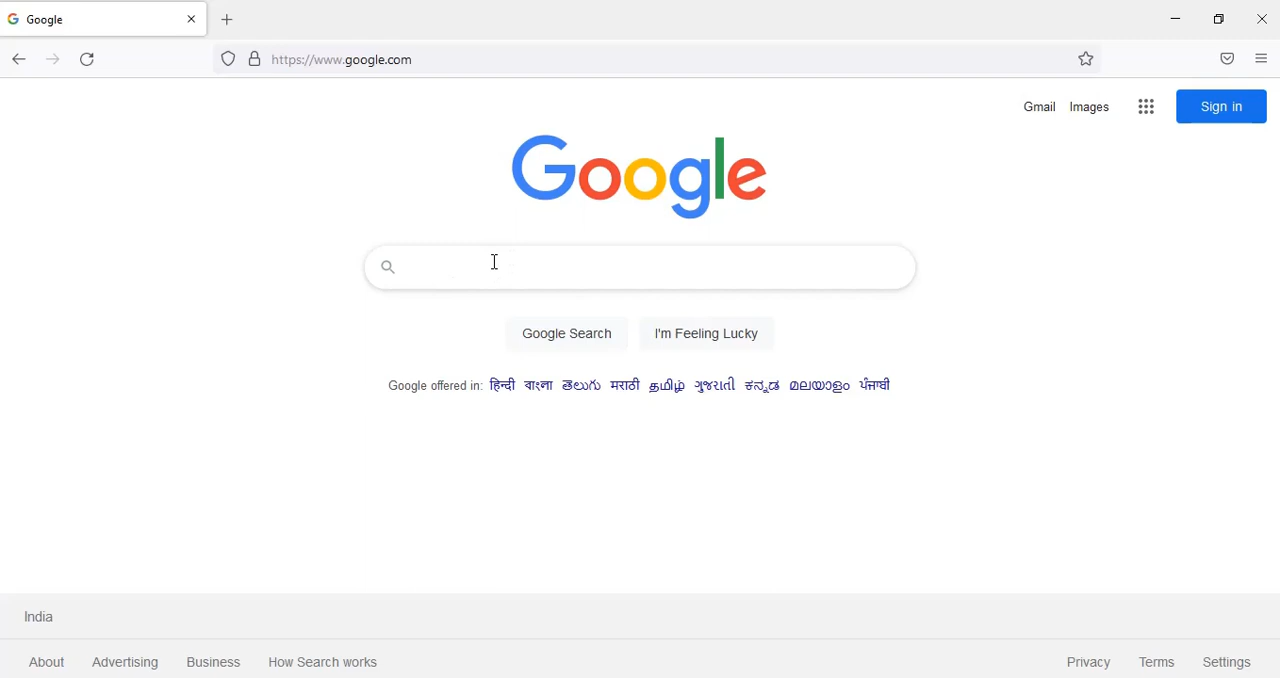 Google
https://www.google.com
Gmail Images Sign in
Google
Google Search I'm Feeling Lucky
Google offered in: हिन्दी বাংলা తెలుగు मराठी தமிழ் ગુજરાતી ಕನ್ನಡ മലയാളം ਪੰਜਾਬੀ
India
About Advertising Business How Search works Privacy Terms Settings